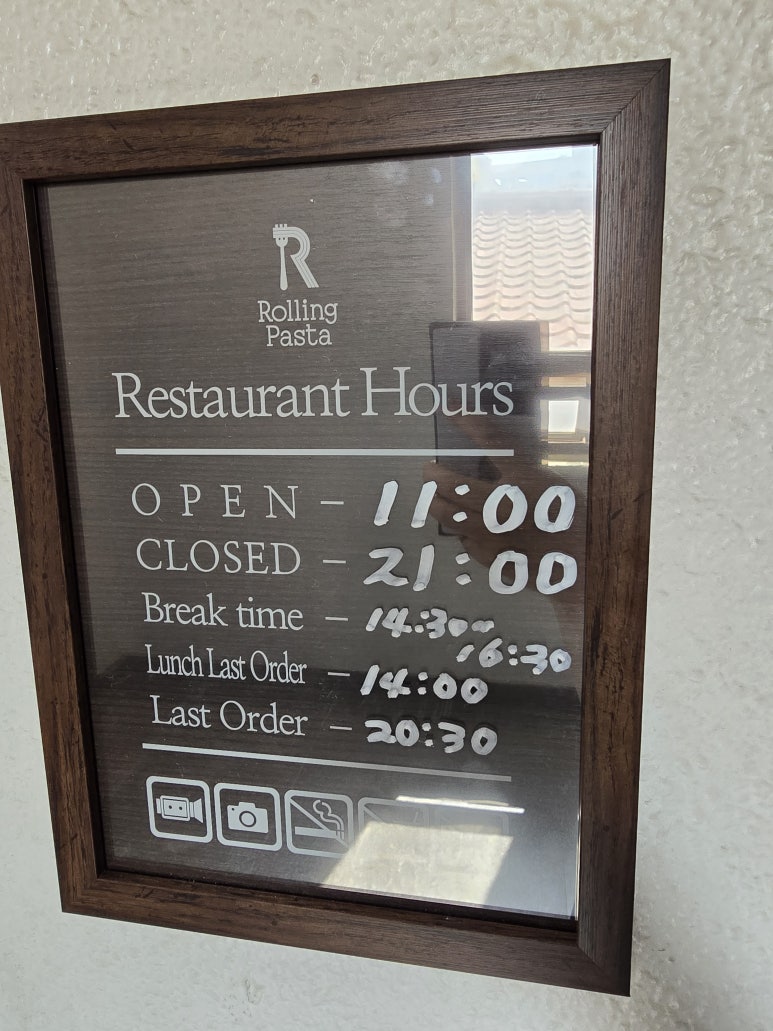 Rolling
Pasta
Restaurant Hours
OPEN – 11:00
CLOSED – 21:00
Break time – 14:30~
16:30
Lunch Last Order – 14:00
Last Order – 20:30